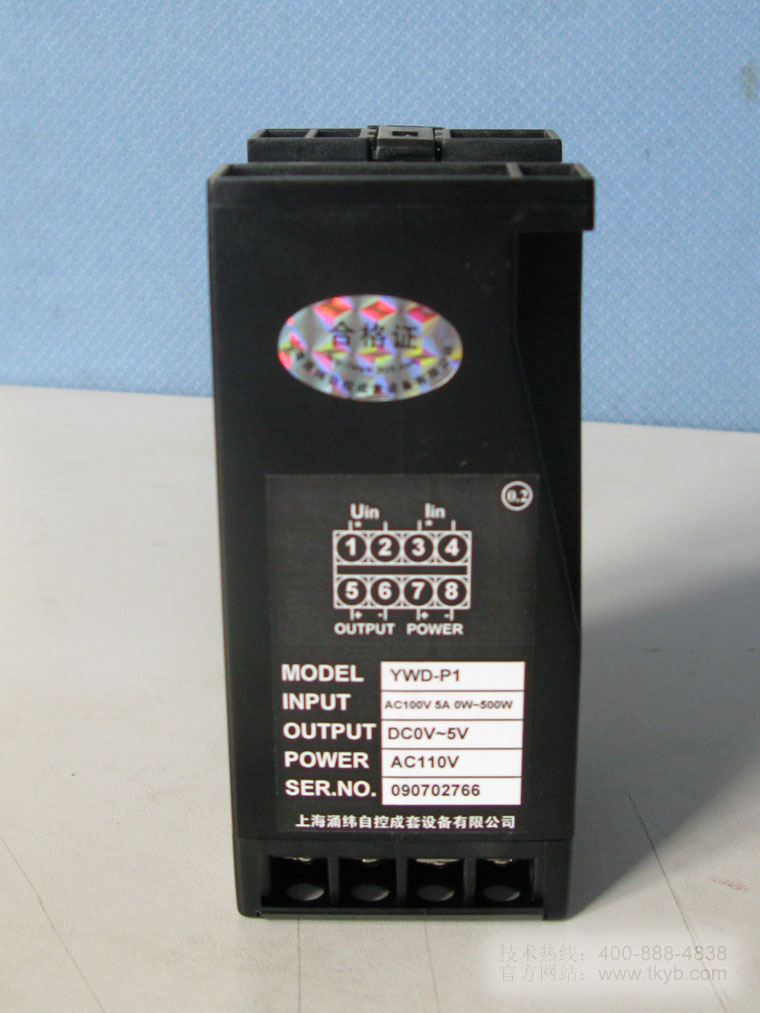 合格证
0.2
Uin Iin
* *
1 2 3 4
5 6 7 8
+ - + -
OUTPUT POWER
MODEL YWD-P1
INPUT AC100V 5A 0W~500W
OUTPUT DC0V~5V
POWER AC110V
SER.NO. 090702766
上海涌纬自控成套设备有限公司
技术热线：400-888-4838
官方网站：www.tkyb.com